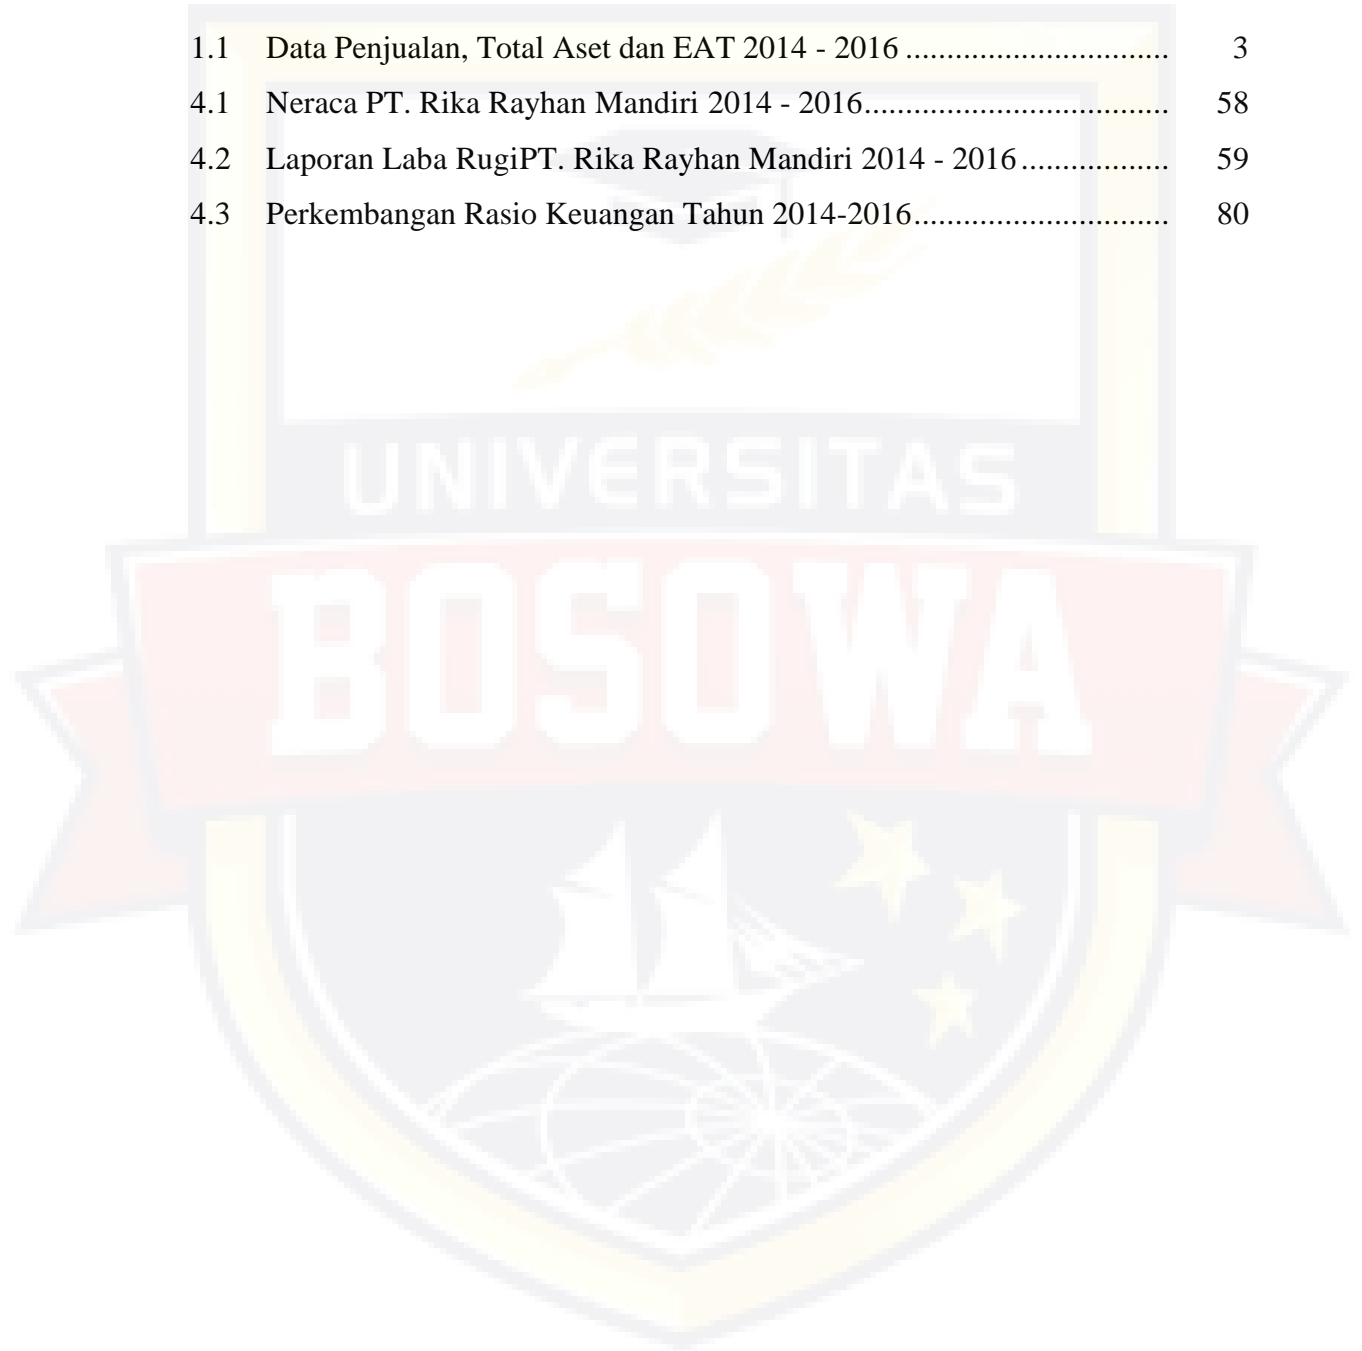 1.1 Data Penjualan, Total Aset dan EAT 2014 - 2016 ................................ 3
4.1 Neraca PT. Rika Rayhan Mandiri 2014 - 2016..................................... 58
4.2 Laporan Laba RugiPT. Rika Rayhan Mandiri 2014 - 2016.................. 59
4.3 Perkembangan Rasio Keuangan Tahun 2014-2016............................... 80
UNIVERSITAS
BOSOWA